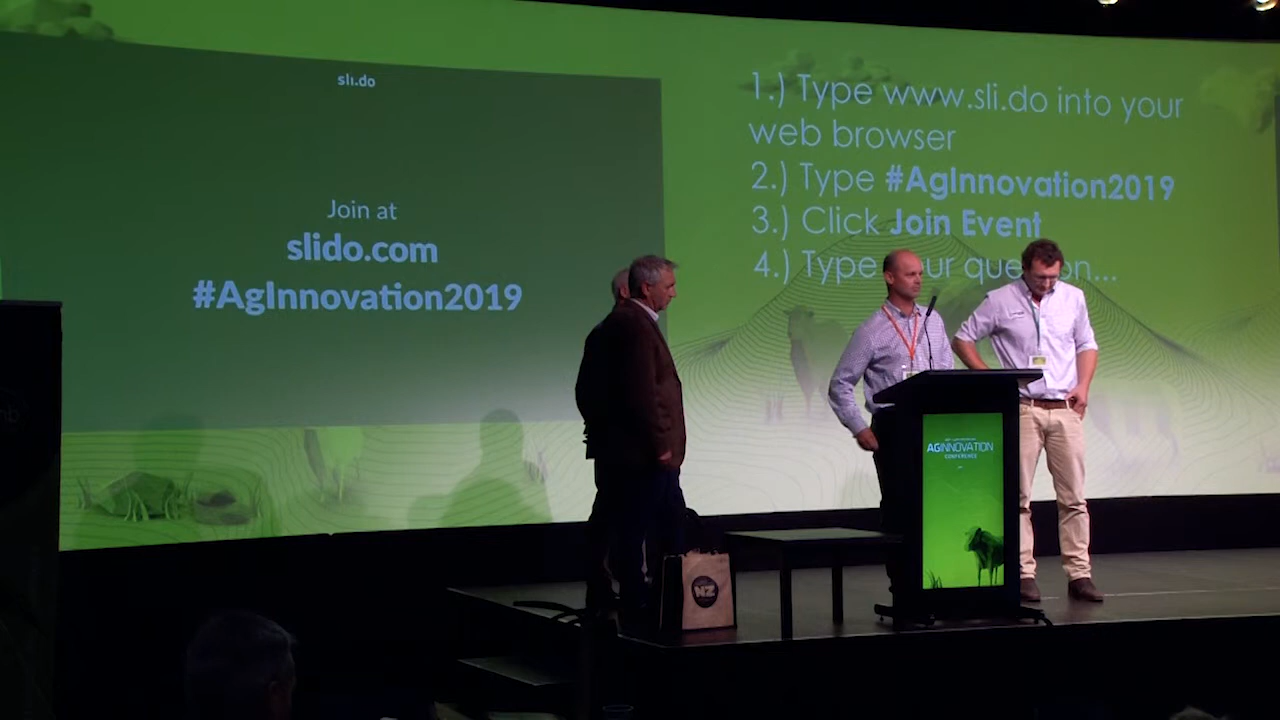 sli.do
Join at
slido.com
#AgInnovation2019
1.) Type www.sli.do into your
web browser
2.) Type #AgInnovation2019
3.) Click Join Event
4.) Type
AGINNOVATION
CONFERENCE
NZ